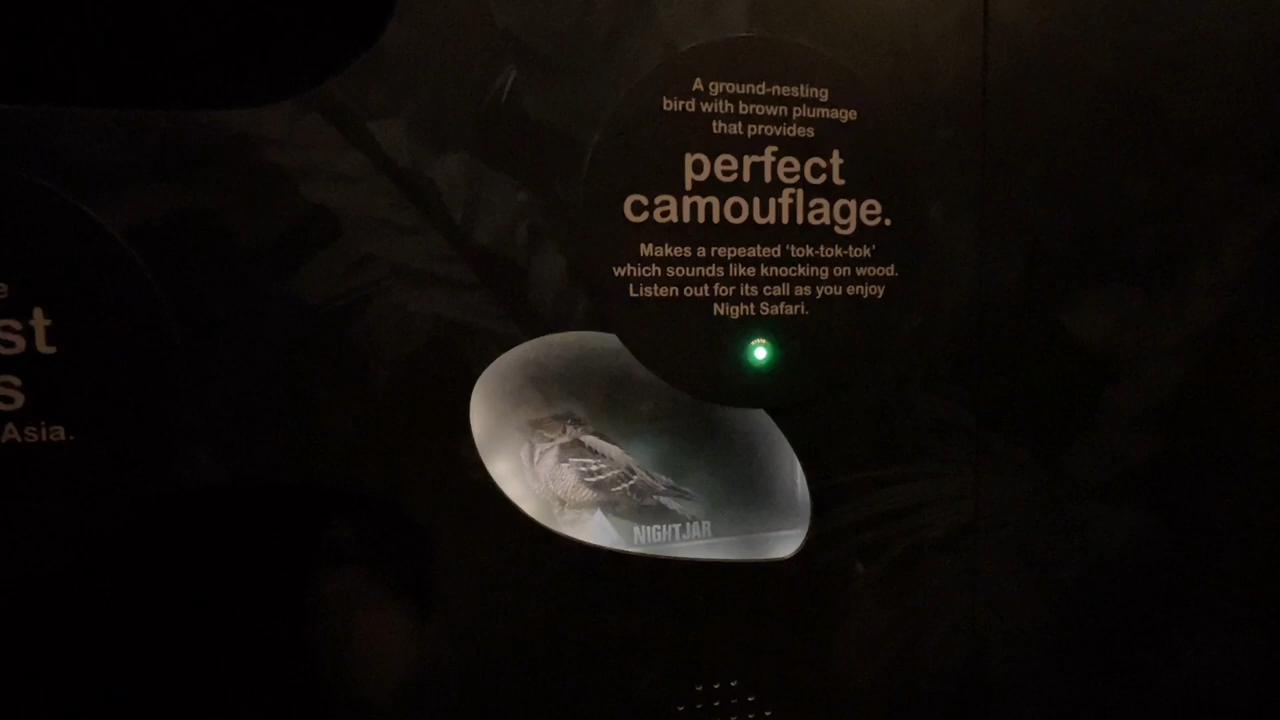 A ground-nesting
bird with brown plumage
that provides
perfect
camouflage.
Makes a repeated 'tok-tok-tok'
which sounds like knocking on wood.
Listen out for its call as you enjoy
Night Safari.
NIGHTJAR
Asia.